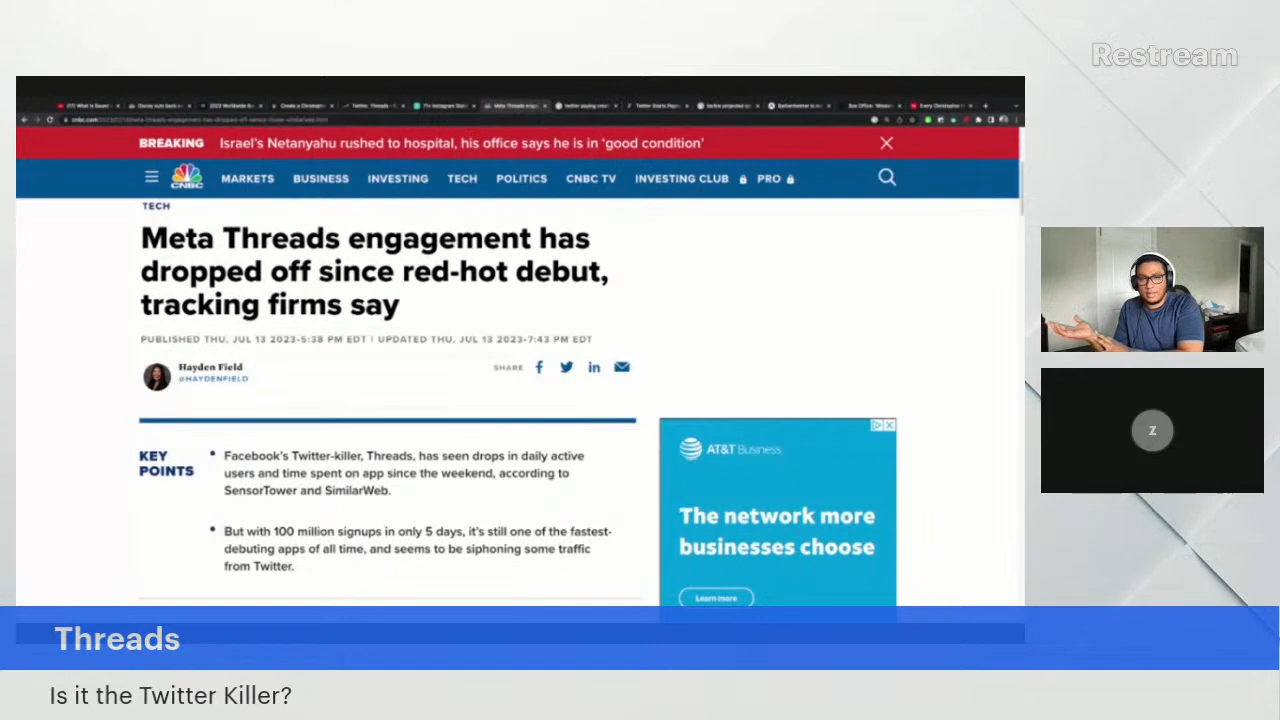 Restream
BREAKING Israel's Netanyahu rushed to hospital, his office says he is in 'good condition'
CNBC
MARKETS BUSINESS INVESTING TECH POLITICS CNBC TV INVESTING CLUB PRO
TECH
Meta Threads engagement has
dropped off since red-hot debut,
tracking firms say
PUBLISHED THU, JUL 13 2023•5:38 PM EDT | UPDATED THU, JUL 13 2023•7:43 PM EDT
Hayden Field
@HAYDENFIELD
SHARE
KEY
POINTS
Facebook's Twitter-killer, Threads, has seen drops in daily active
users and time spent on app since the weekend, according to
SensorTower and SimilarWeb.
But with 100 million signups in only 5 days, it's still one of the fastest-
debuting apps of all time, and seems to be siphoning some traffic
from Twitter.
AT&T Business
The network more
businesses choose
Learn more
Z
Threads
Is it the Twitter Killer?